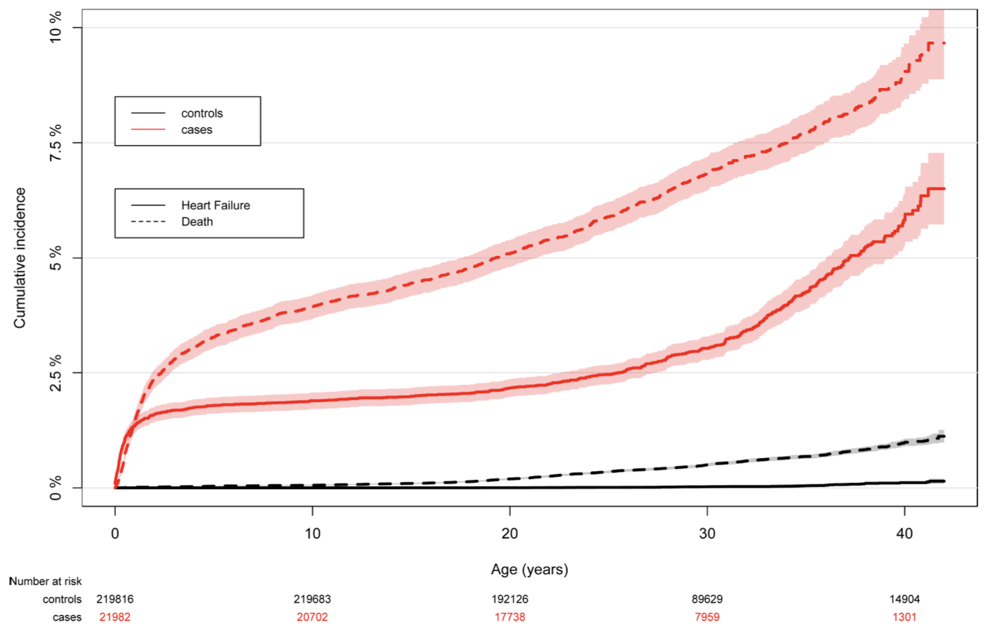 10 %
7.5 %
5 %
2.5 %
0 %
Cumulative incidence
controls
cases
Heart Failure
Death
0 10 20 30 40
Age (years)
Number at risk
controls 219816 219683 192126 89629 14904
cases 21982 20702 17738 7959 1301